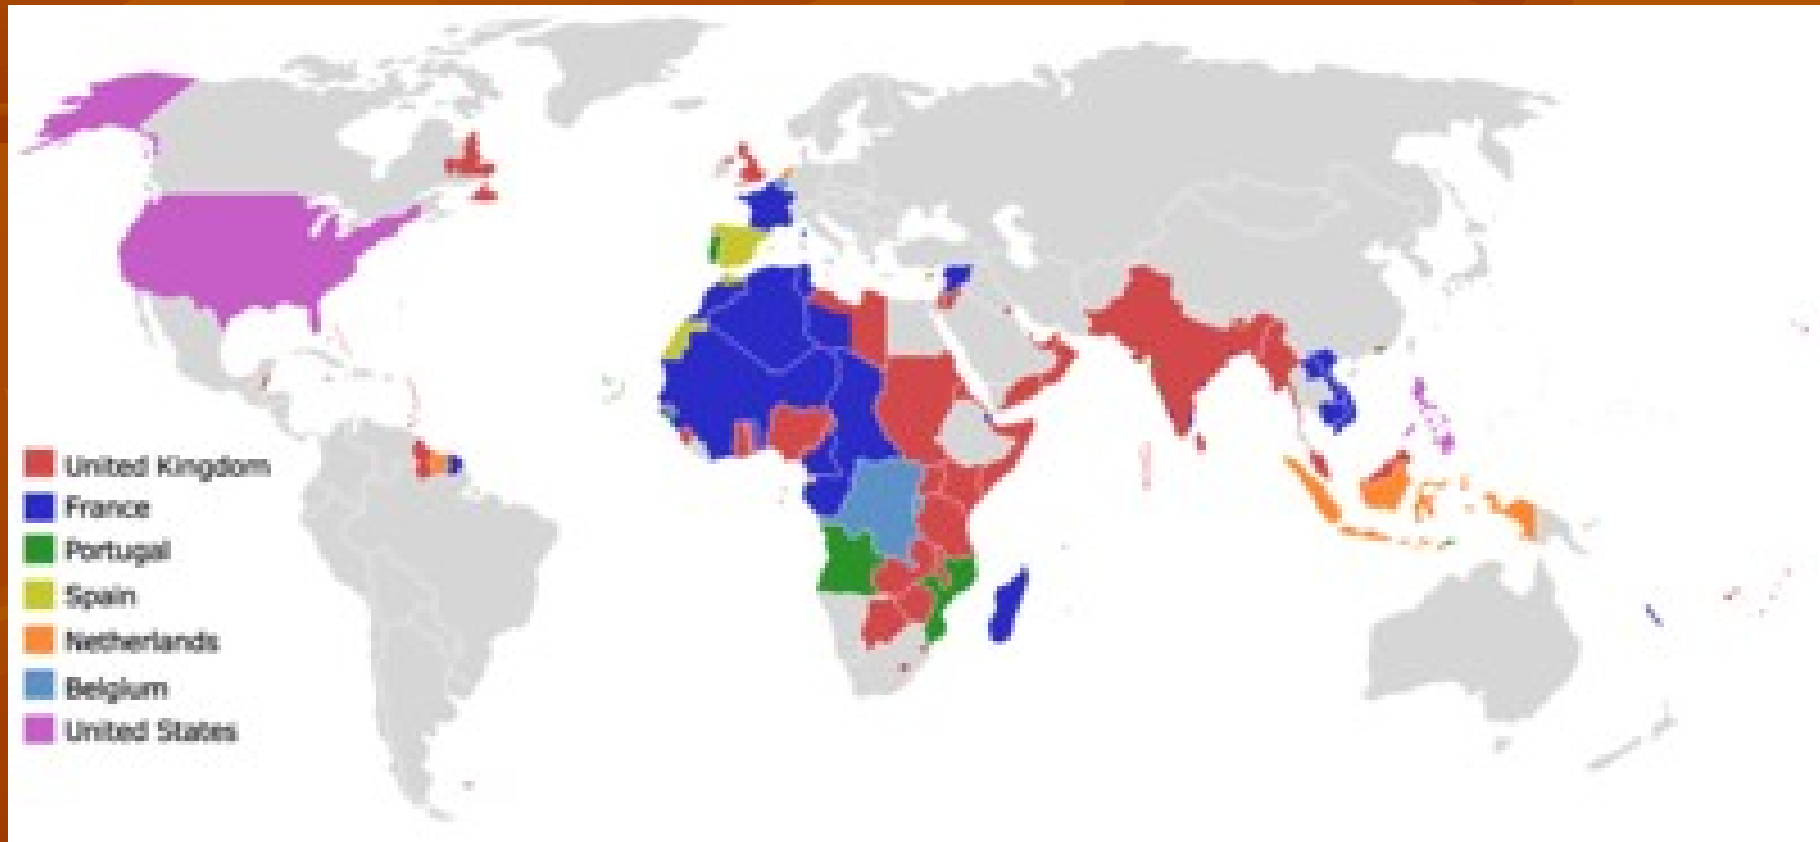 United Kingdom
France
Portugal
Spain
Netherlands
Belgium
United States